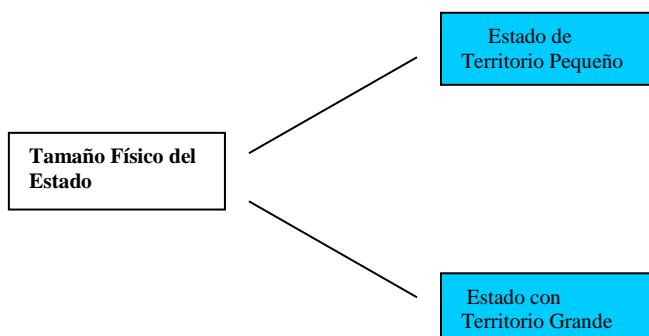 Estado de
Territorio Pequeño
Tamaño Físico del
Estado
Estado con
Territorio Grande